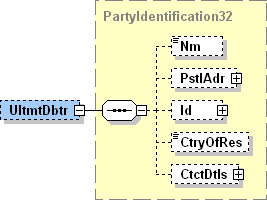 PartyIdentification32
Nm
PstlAdr
UltmtDbtr
Id
CtryOfRes
CtctDtls